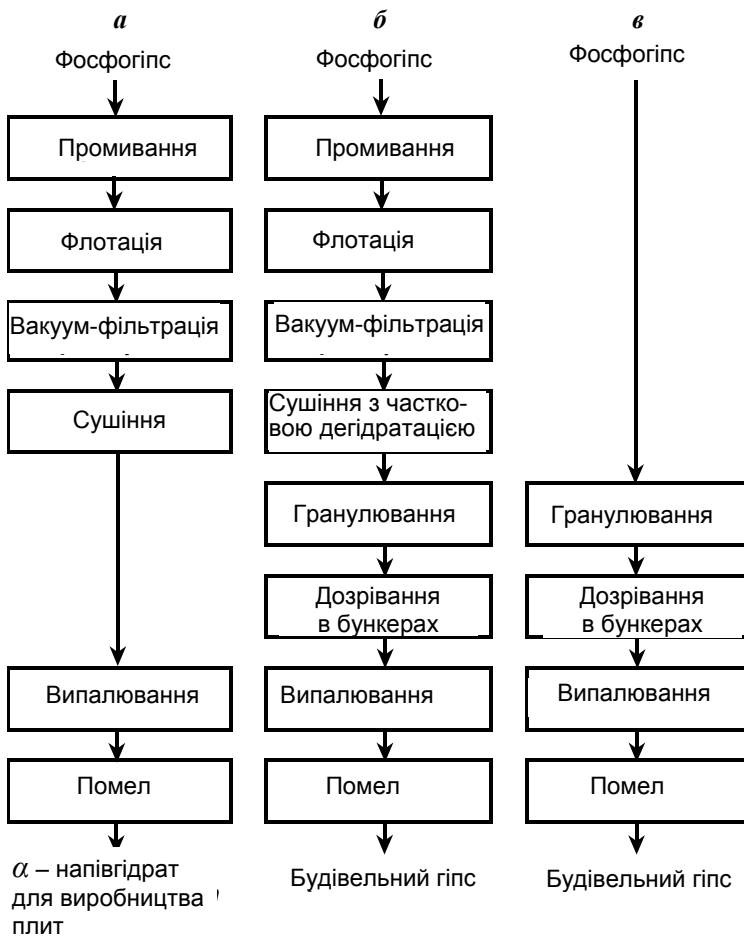 а
Фосфогіпс
Промивання
Флотація
Вакуум-фільтрація
Сушіння
Випалювання
Помел
α – напівгідрат
для виробництва
плит
б
Фосфогіпс
Промивання
Флотація
Вакуум-фільтрація
Сушіння з частко-
вою дегідратацією
Гранулювання
Дозрівання
в бункерах
Випалювання
Помел
Будівельний гіпс
в
Фосфогіпс
Гранулювання
Дозрівання
в бункерах
Випалювання
Помел
Будівельний гіпс